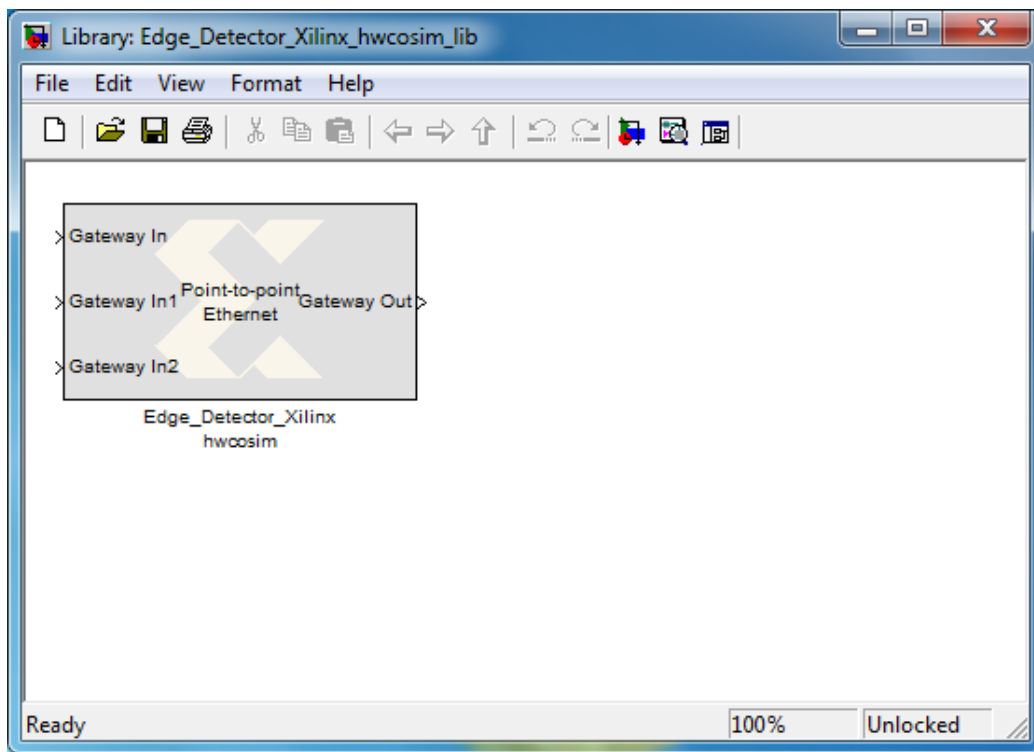 Library: Edge_Detector_Xilinx_hwcosim_lib
File Edit View Format Help
Gateway In
Gateway In1
Point-to-point
Ethernet
Gateway Out
Gateway In2
Edge_Detector_Xilinx
hwcosim
Ready 100% Unlocked